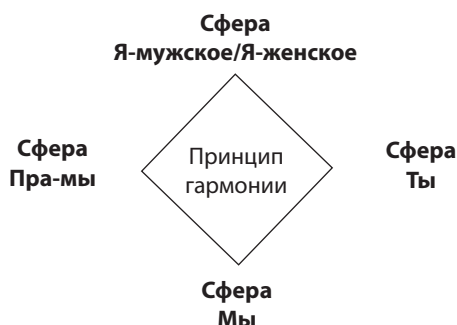 Сфера
Я-мужское/Я-женское
Сфера
Пра-мы
Принцип
гармонии
Сфера
Ты
Сфера
Мы